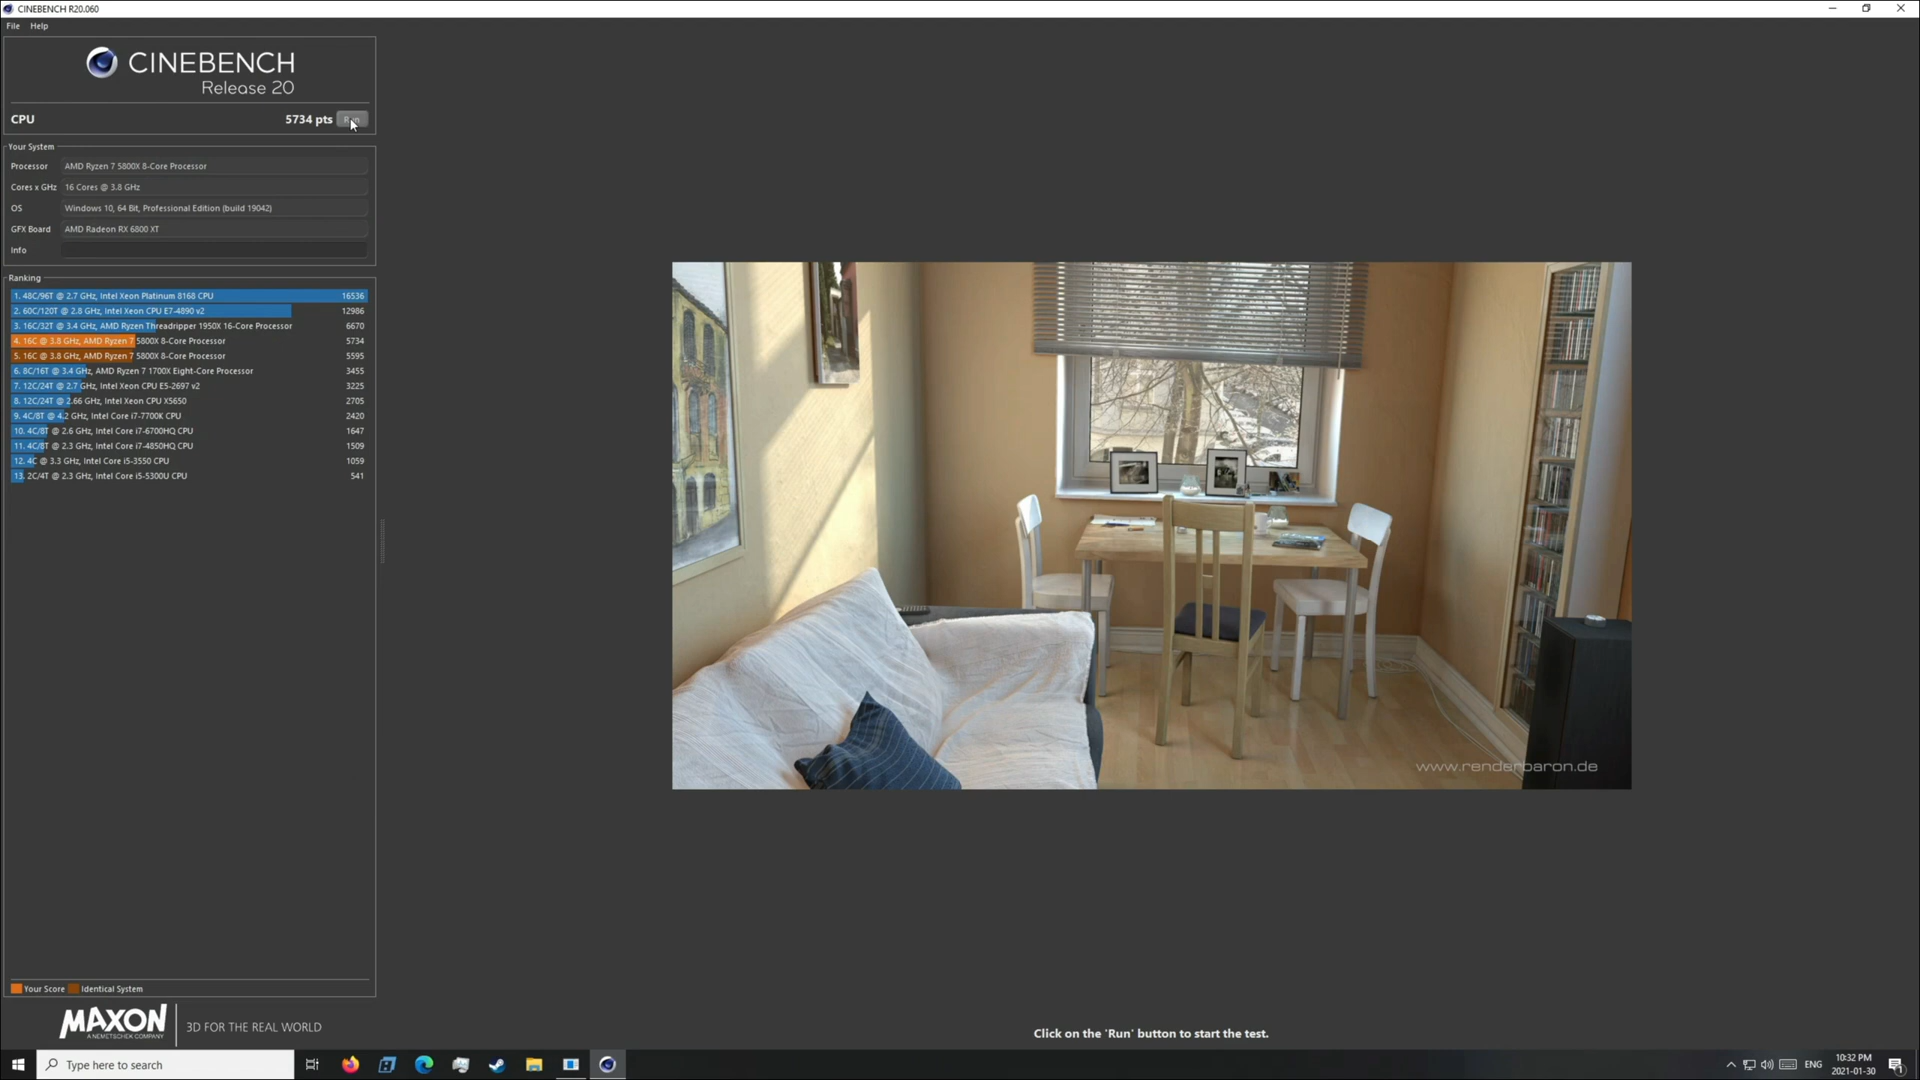 CINEBENCH R20.060
File Help
CINEBENCH
Release 20
CPU 5734 pts
Your System
Processor AMD Ryzen 7 5800X 8-Core Processor
Cores x GHz 16 Cores @ 3.8 GHz
OS Windows 10, 64 Bit, Professional Edition (build 19042)
GFX Board AMD Radeon RX 6800 XT
Info
Ranking
1. 48C/96T @ 2.7 GHz, Intel Xeon Platinum 8168 CPU 16536
2. 60C/120T @ 2.8 GHz, Intel Xeon CPU E7-4890 v2 12986
3. 16C/32T @ 3.4 GHz, AMD Ryzen Threadripper 1950X 16-Core Processor 6670
4. 16C @ 3.8 GHz, AMD Ryzen 7 5800X 8-Core Processor 5734
5. 16C @ 3.8 GHz, AMD Ryzen 7 5800X 8-Core Processor 5595
6. 8C/16T @ 3.4 GHz, AMD Ryzen 7 1700X Eight-Core Processor 3455
7. 12C/24T @ 2.7 GHz, Intel Xeon CPU E5-2697 v2 3225
8. 12C/24T @ 2.66 GHz, Intel Xeon CPU X5650 2705
9. 4C/8T @ 4.2 GHz, Intel Core i7-7700K CPU 2420
10. 4C/8T @ 2.6 GHz, Intel Core i7-6700HQ CPU 1647
11. 4C/8T @ 2.3 GHz, Intel Core i7-4850HQ CPU 1509
12. 4C @ 3.3 GHz, Intel Core i5-3550 CPU 1059
13. 2C/4T @ 2.3 GHz, Intel Core i5-5300U CPU 541
www.renderbaron.de
Your Score Identical System
MAXON
A NEMETSCHEK COMPANY
3D FOR THE REAL WORLD
Click on the 'Run' button to start the test.
Type here to search
ENG
10:32 PM
2021-01-30